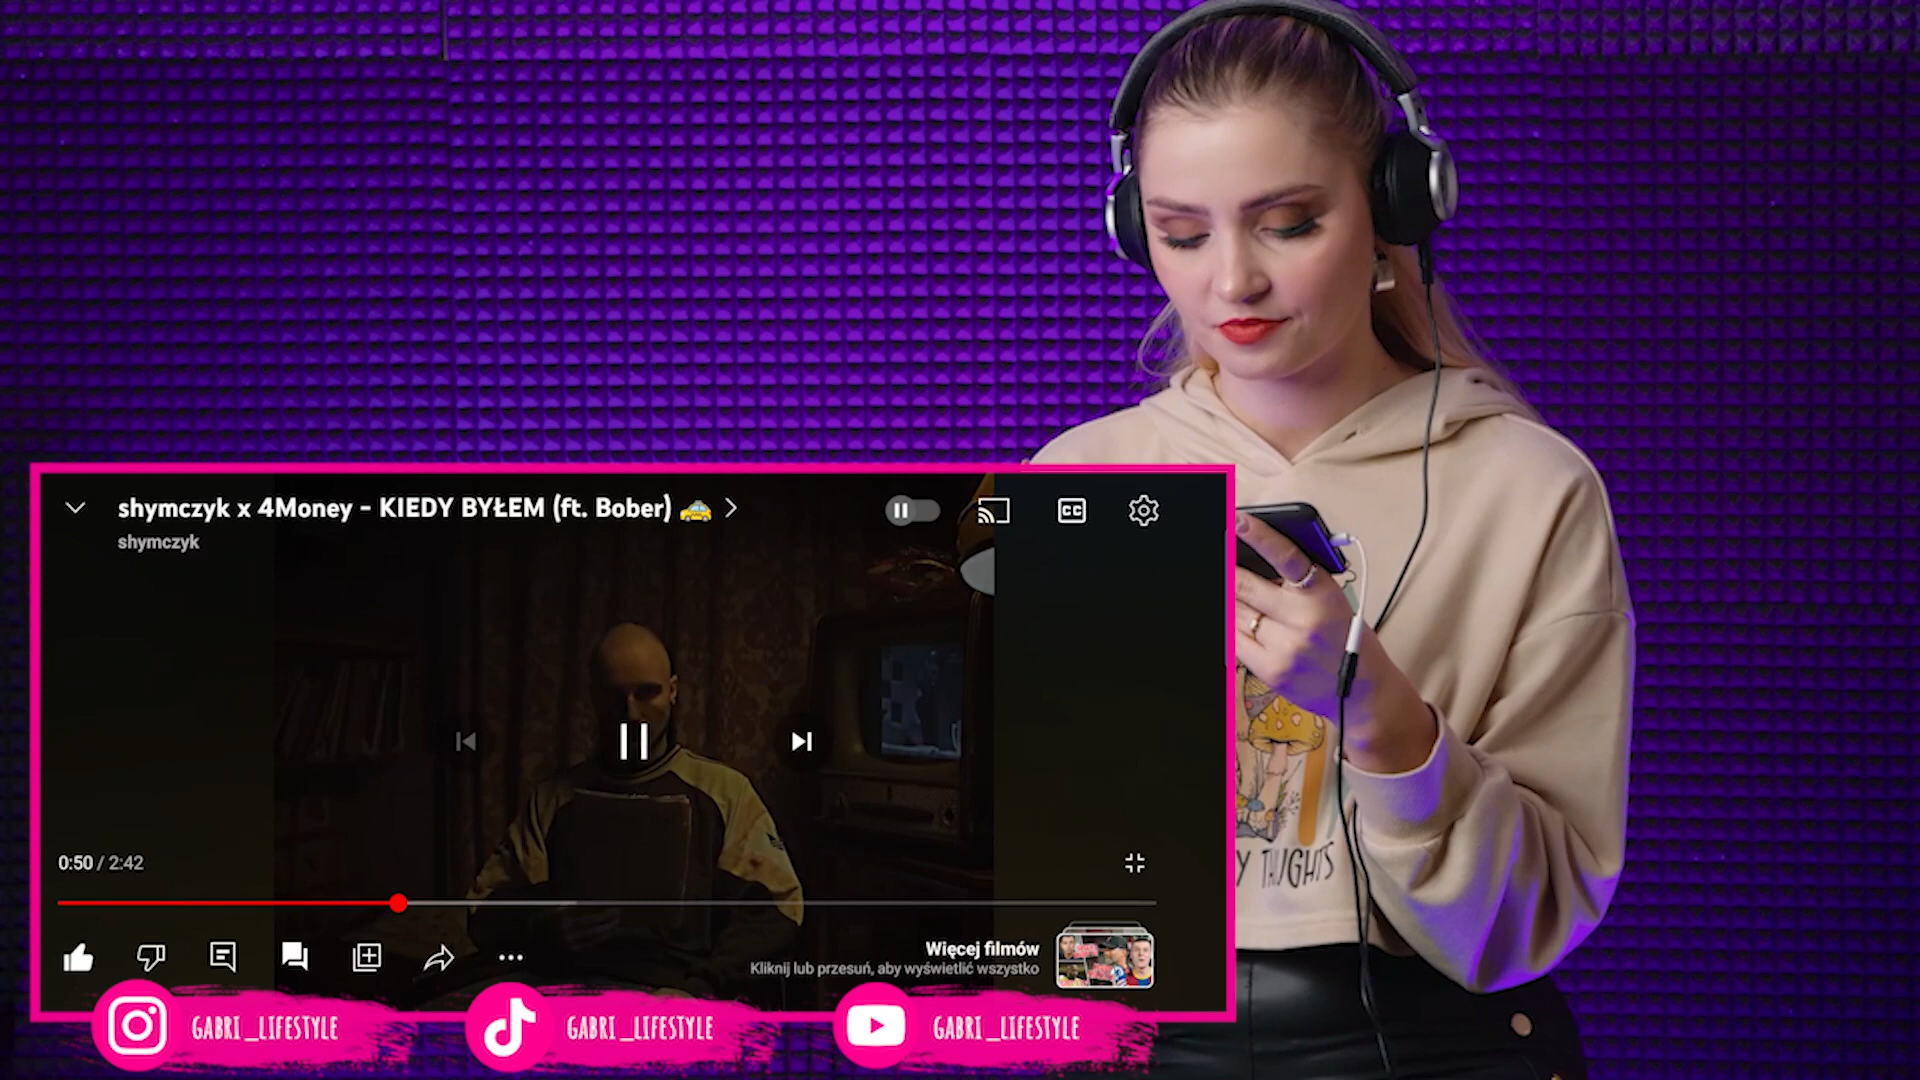 shymczyk x 4Money - KIEDY BYŁEM (ft. Bober) 🚕
shymczyk
CC
0:50 / 2:42
Więcej filmów
Kliknij lub przesuń, aby wyświetlić wszystko
GABRI_LIFESTYLE
GABRI_LIFESTYLE
GABRI_LIFESTYLE